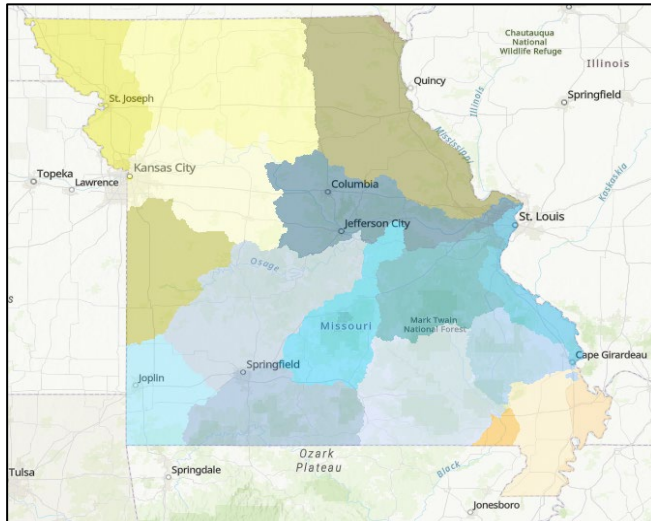 Chautauqua
National
Wildlife Refuge
Illinois
St. Joseph
Quincy
Illinois
Springfield
Mississippi
Kansas City
Topeka
Lawrence
Columbia
Kaskaskia
St. Louis
Jefferson City
Osage
s
Missouri
Mark Twain
National Forest
Cape Girardeau
Joplin
Springfield
Ozark
Plateau
Tulsa
Springdale
Black
Jonesboro